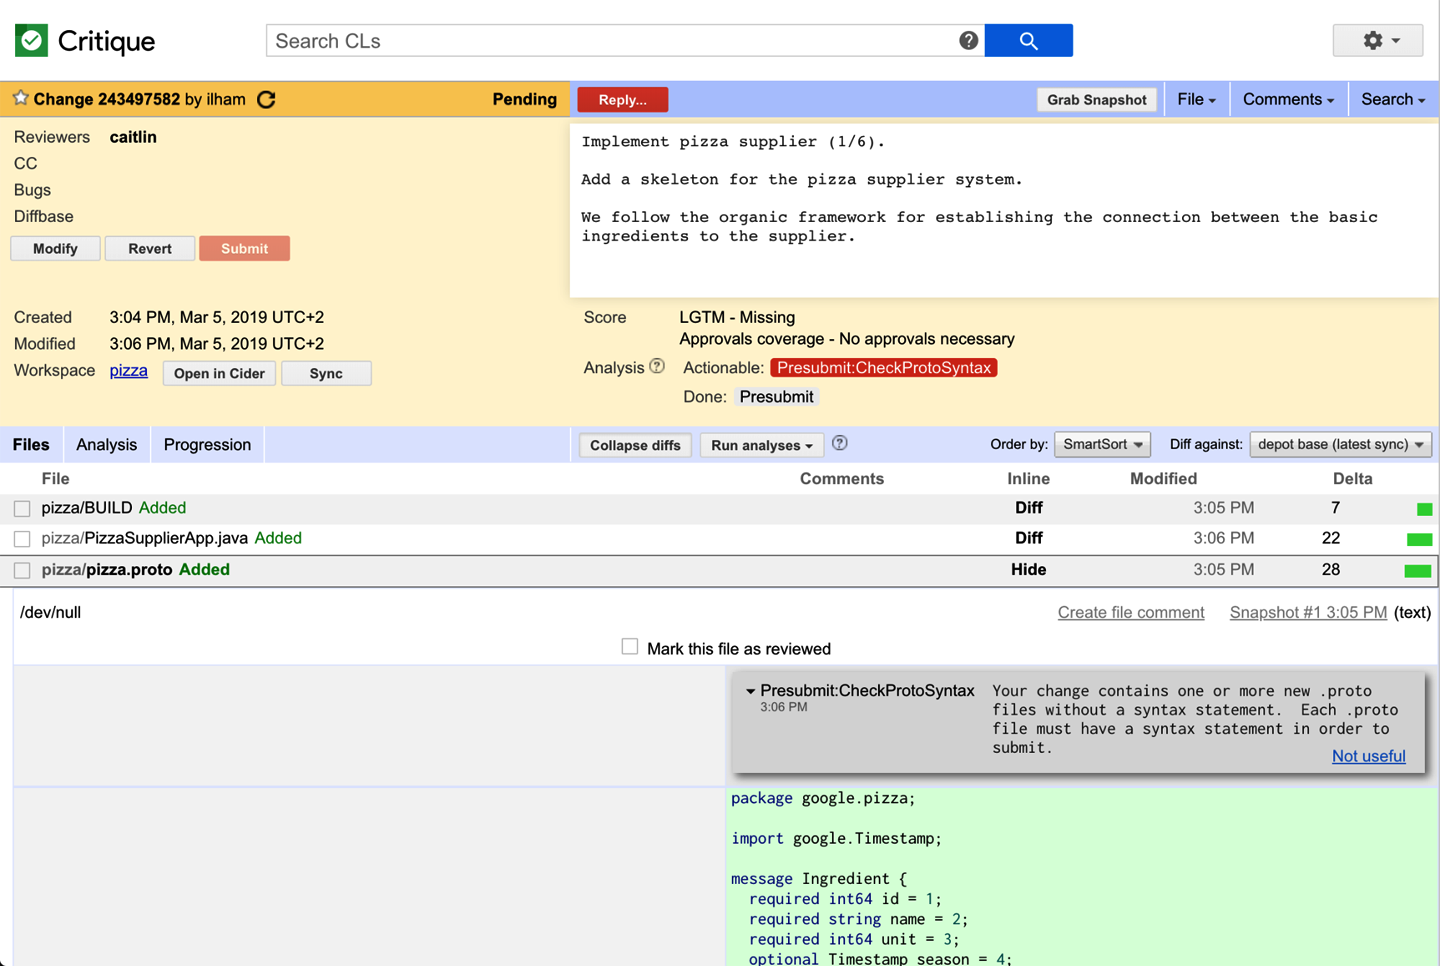 Critique
Search CLs
Change 243497582 by ilham
Pending
Reply...
Grab Snapshot
File
Comments
Search
Reviewers caitlin
CC
Bugs
Diffbase
Modify
Revert
Submit
Implement pizza supplier (1/6).
Add a skeleton for the pizza supplier system.
We follow the organic framework for establishing the connection between the basic
ingredients to the supplier.
Created 3:04 PM, Mar 5, 2019 UTC+2
Modified 3:06 PM, Mar 5, 2019 UTC+2
Workspace pizza Open in Cider Sync
Score LGTM - Missing
Approvals coverage - No approvals necessary
Analysis ? Actionable: Presubmit:CheckProtoSyntax
Done: Presubmit
Files Analysis Progression
Collapse diffs Run analyses ? Order by: SmartSort Diff against: depot base (latest sync)
File Comments Inline Modified Delta
pizza/BUILD Added Diff 3:05 PM 7
pizza/PizzaSupplierApp.java Added Diff 3:06 PM 22
pizza/pizza.proto Added Hide 3:05 PM 28
/dev/null Create file comment Snapshot #1 3:05 PM (text)
Mark this file as reviewed
Presubmit:CheckProtoSyntax
3:06 PM
Your change contains one or more new .proto
files without a syntax statement.  Each .proto
file must have a syntax statement in order to
submit.
Not useful
package google.pizza;
import google.Timestamp;
message Ingredient {
  required int64 id = 1;
  required string name = 2;
  required int64 unit = 3;
  optional Timestamp season = 4;